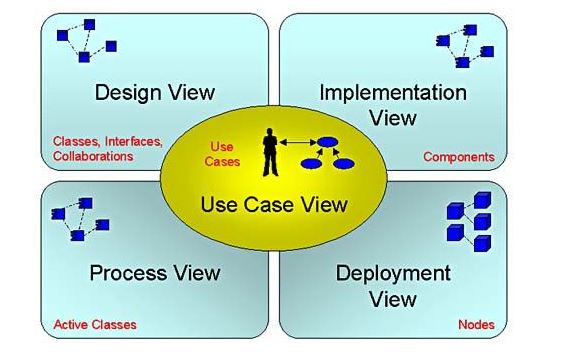 Design View
Classes, Interfaces,
Collaborations
Implementation
View
Components
Use
Cases
Use Case View
Process View
Active Classes
Deployment
View
Nodes